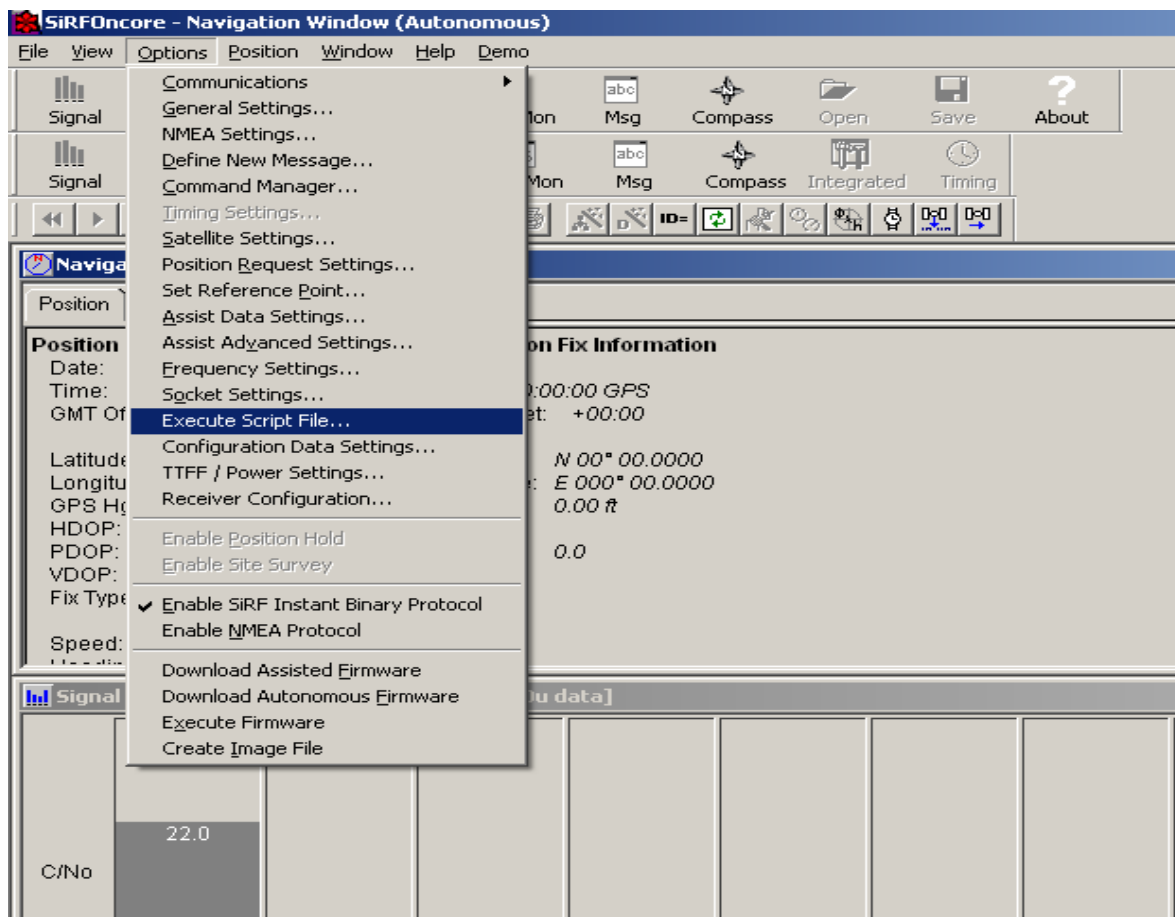 SiRFOncore - Navigation Window (Autonomous)
File View Options Position Window Help Demo
Signal Mon Msg Compass Open Save About
abc
Signal Mon Msg Compass Integrated Timing
abc
ID=
Communications
General Settings...
NMEA Settings...
Define New Message...
Command Manager...
Timing Settings...
Satellite Settings...
Position Request Settings...
Set Reference Point...
Assist Data Settings...
Assist Advanced Settings...
Frequency Settings...
Socket Settings...
Execute Script File...
Configuration Data Settings...
TTFF / Power Settings...
Receiver Configuration...
Enable Position Hold
Enable Site Survey
Enable SiRF Instant Binary Protocol
Enable NMEA Protocol
Download Assisted Firmware
Download Autonomous Firmware
Execute Firmware
Create Image File
Naviga
Position
Position on Fix Information
Date:
Time: :00:00 GPS
GMT Of et: +00:00
Latitude N 00° 00.0000
Longitu : E 000° 00.0000
GPS Hg 0.00 ft
HDOP:
PDOP: 0.0
VDOP:
Fix Type
Speed:
Signal 0u data]
22.0
C/No